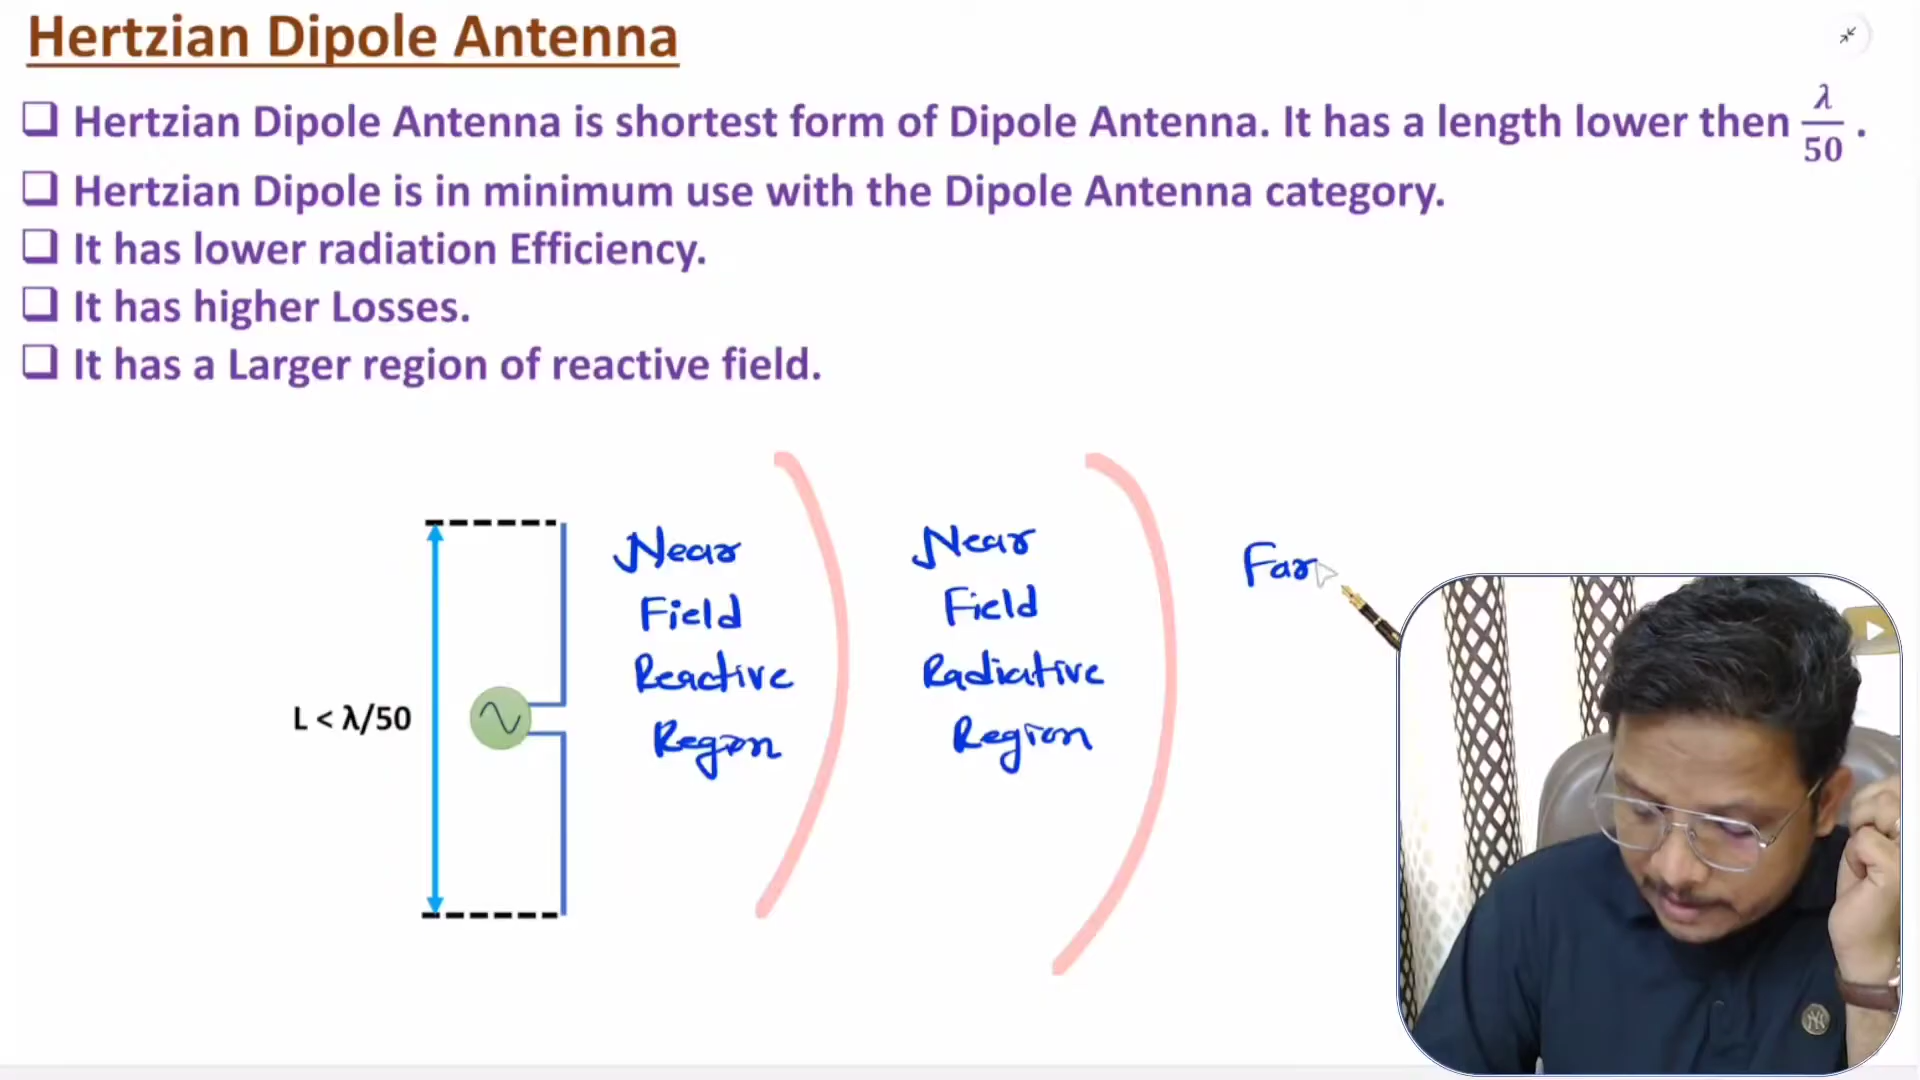 Hertzian Dipole Antenna
❑ Hertzian Dipole Antenna is shortest form of Dipole Antenna. It has a length lower then λ/50 .
❑ Hertzian Dipole is in minimum use with the Dipole Antenna category.
❑ It has lower radiation Efficiency.
❑ It has higher Losses.
❑ It has a Larger region of reactive field.
L < λ/50
Near
Field
Reactive
Region
Near
Field
Radiative
Region
Far